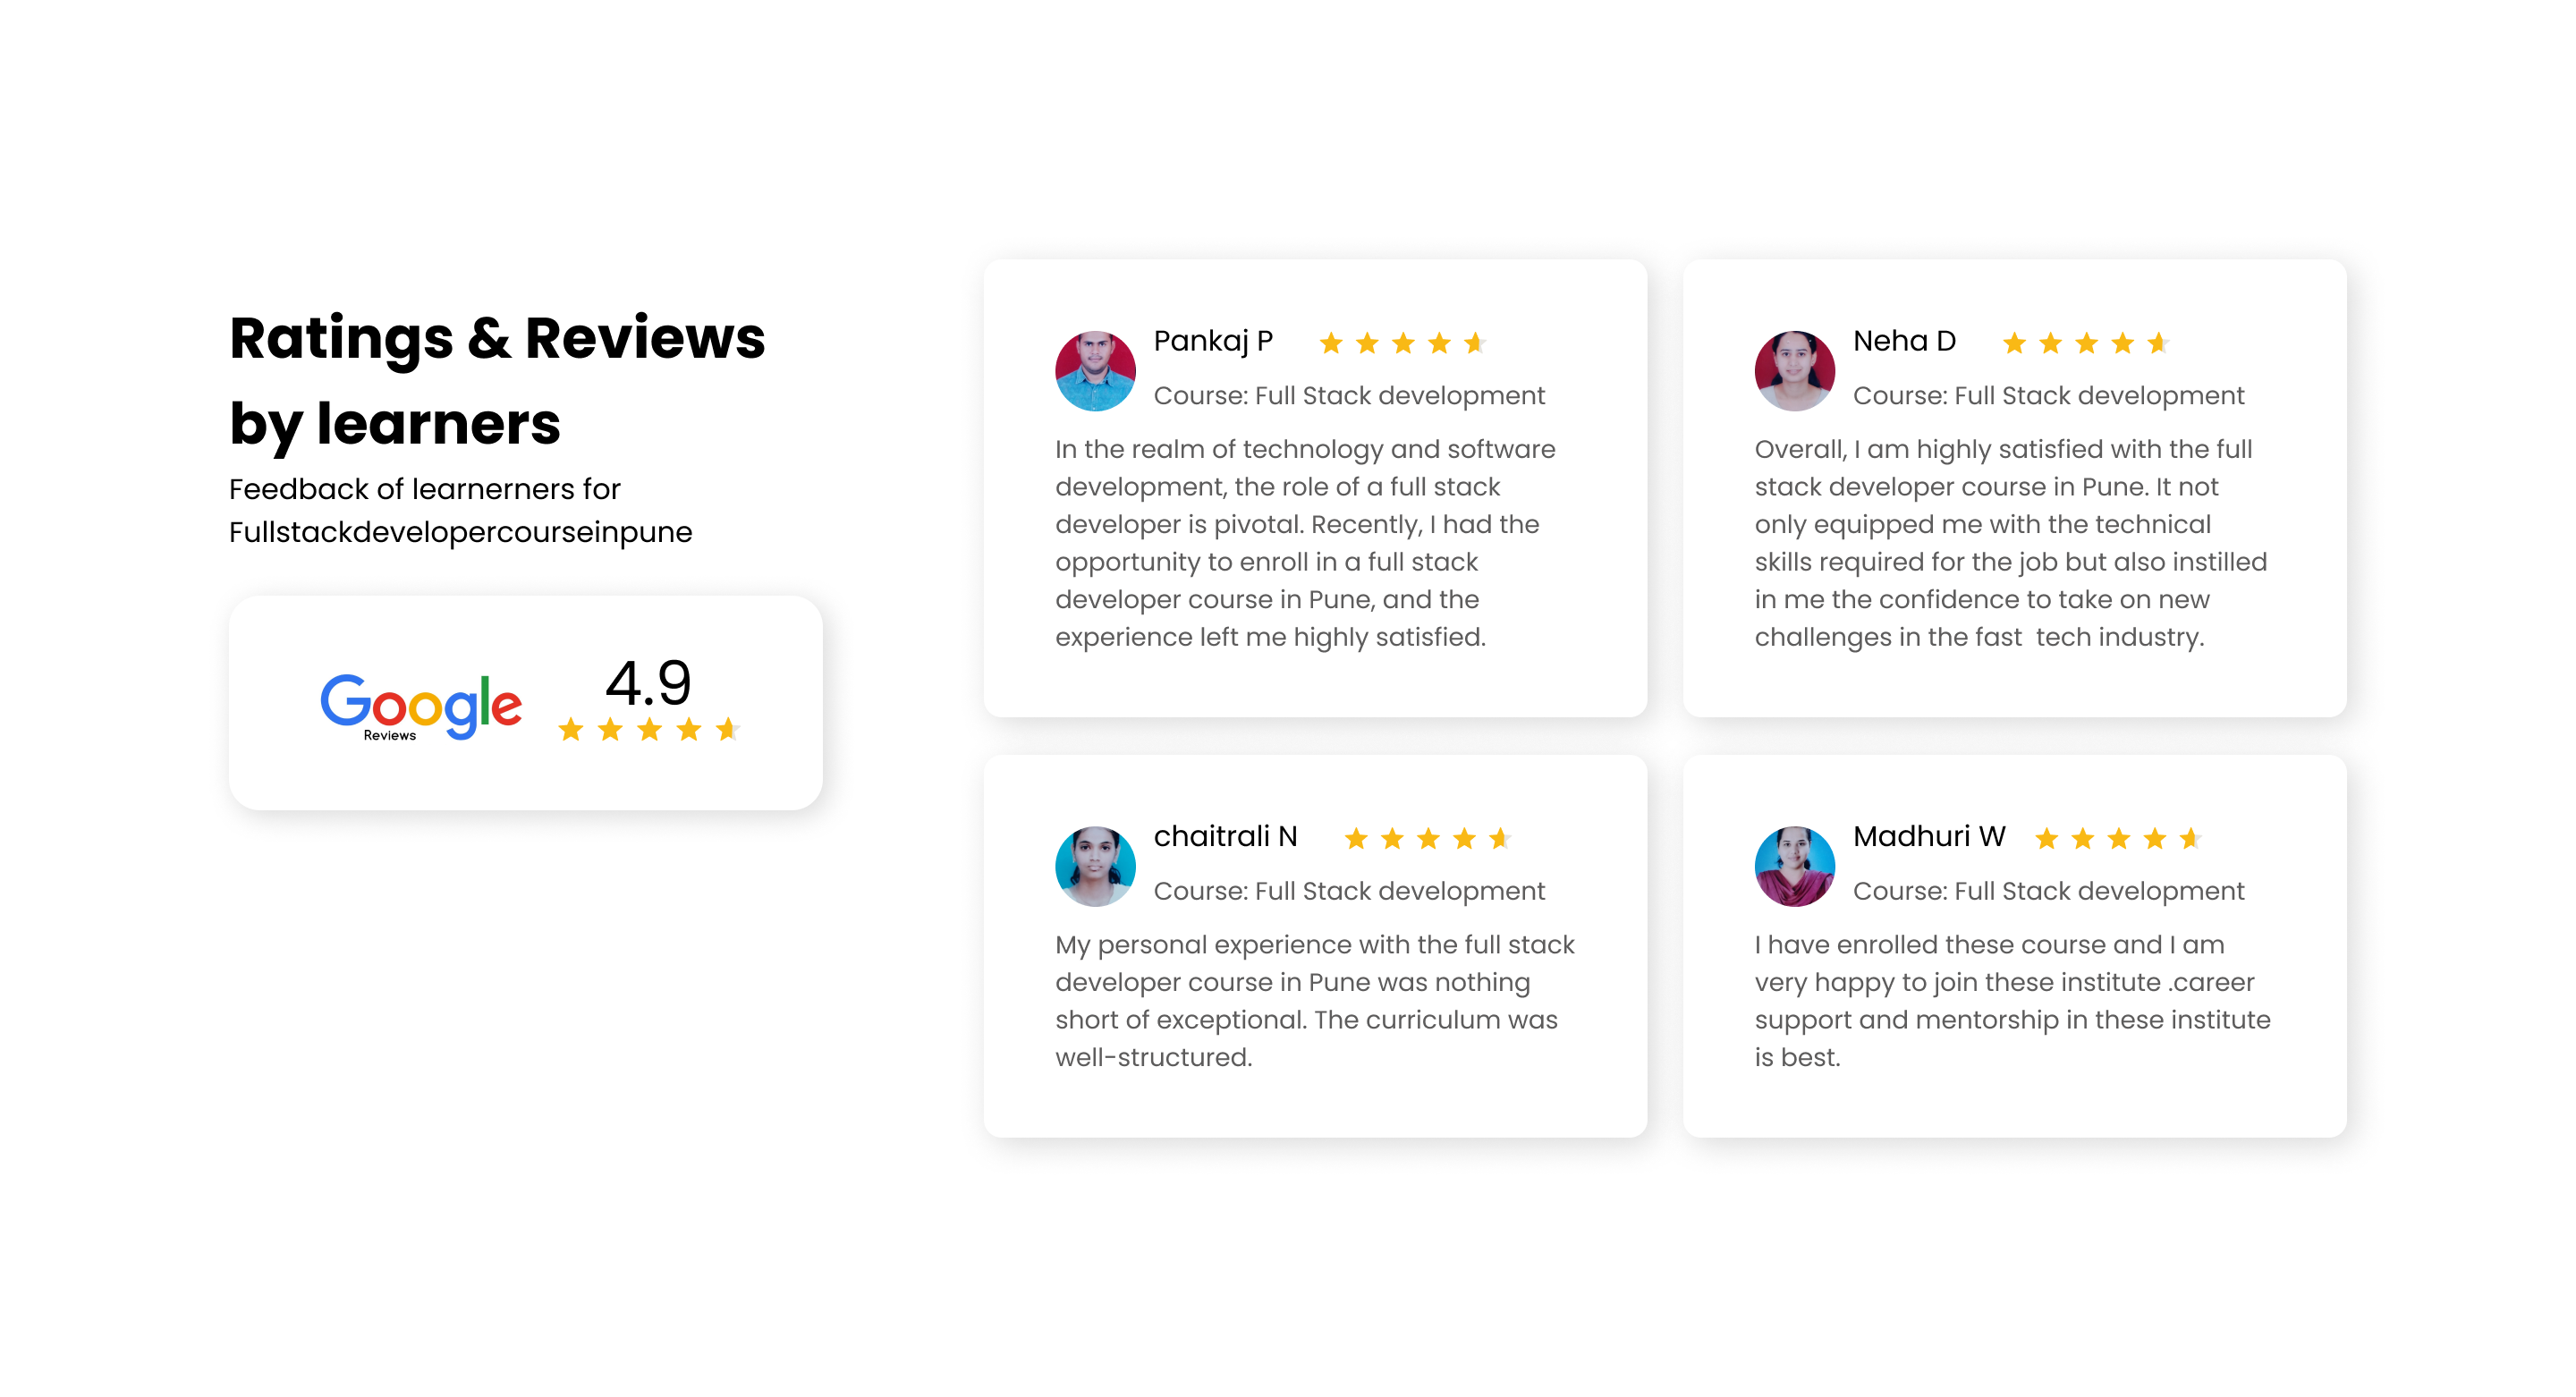 Ratings & Reviews
by learners
Feedback of learnerners for
Fullstackdevelopercourseinpune
Google
Reviews
4.9
Pankaj P
Course: Full Stack development
In the realm of technology and software
development, the role of a full stack
developer is pivotal. Recently, I had the
opportunity to enroll in a full stack
developer course in Pune, and the
experience left me highly satisfied.
Neha D
Course: Full Stack development
Overall, I am highly satisfied with the full
stack developer course in Pune. It not
only equipped me with the technical
skills required for the job but also instilled
in me the confidence to take on new
challenges in the fast  tech industry.
chaitrali N
Course: Full Stack development
My personal experience with the full stack
developer course in Pune was nothing
short of exceptional. The curriculum was
well-structured.
Madhuri W
Course: Full Stack development
I have enrolled these course and I am
very happy to join these institute .career
support and mentorship in these institute
is best.